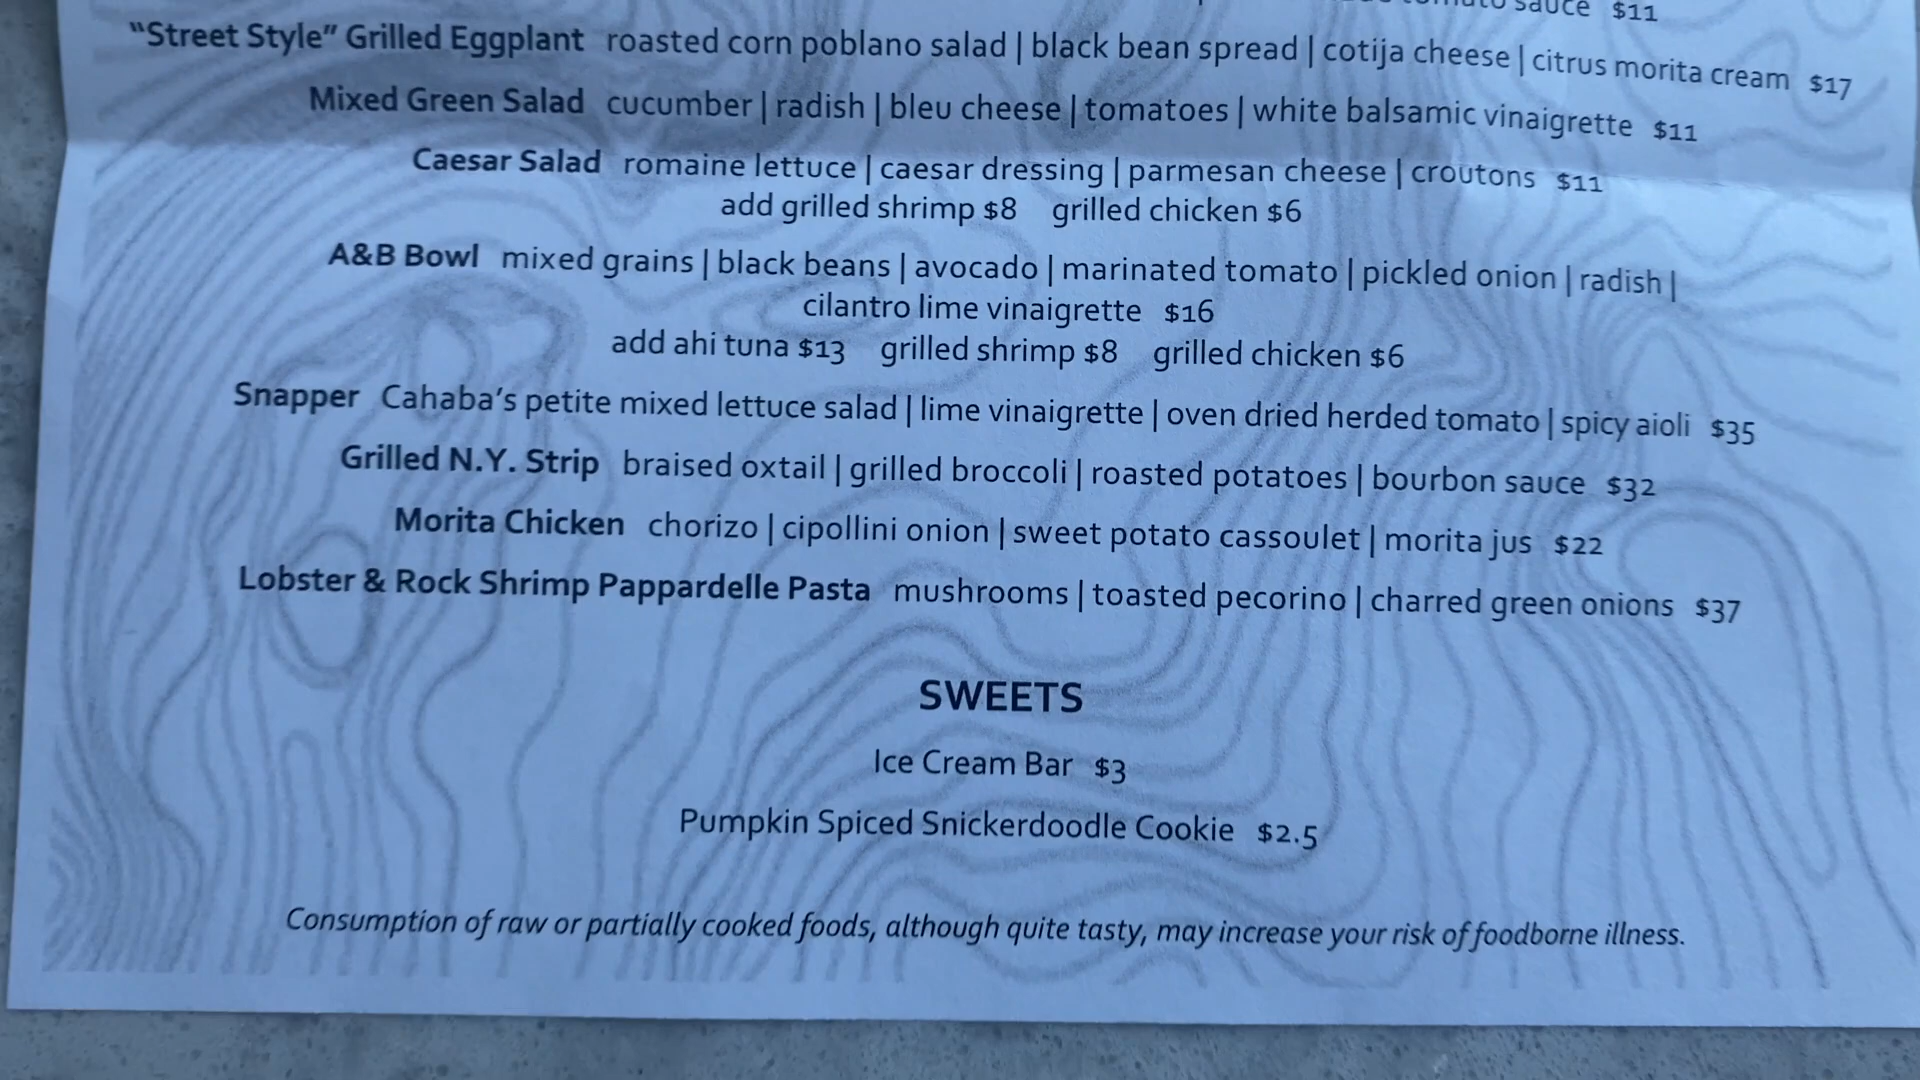 sauce $11
“Street Style” Grilled Eggplant roasted corn poblano salad | black bean spread | cotija cheese | citrus morita cream $17
Mixed Green Salad cucumber | radish | bleu cheese | tomatoes | white balsamic vinaigrette $11
Caesar Salad romaine lettuce | caesar dressing | parmesan cheese | croutons $11
add grilled shrimp $8 grilled chicken $6
A&B Bowl mixed grains | black beans | avocado | marinated tomato | pickled onion | radish |
cilantro lime vinaigrette $16
add ahi tuna $13 grilled shrimp $8 grilled chicken $6
Snapper Cahaba’s petite mixed lettuce salad | lime vinaigrette | oven dried herded tomato | spicy aioli $35
Grilled N.Y. Strip braised oxtail | grilled broccoli | roasted potatoes | bourbon sauce $32
Morita Chicken chorizo | cipollini onion | sweet potato cassoulet | morita jus $22
Lobster & Rock Shrimp Pappardelle Pasta mushrooms | toasted pecorino | charred green onions $37
SWEETS
Ice Cream Bar $3
Pumpkin Spiced Snickerdoodle Cookie $2.5
Consumption of raw or partially cooked foods, although quite tasty, may increase your risk of foodborne illness.